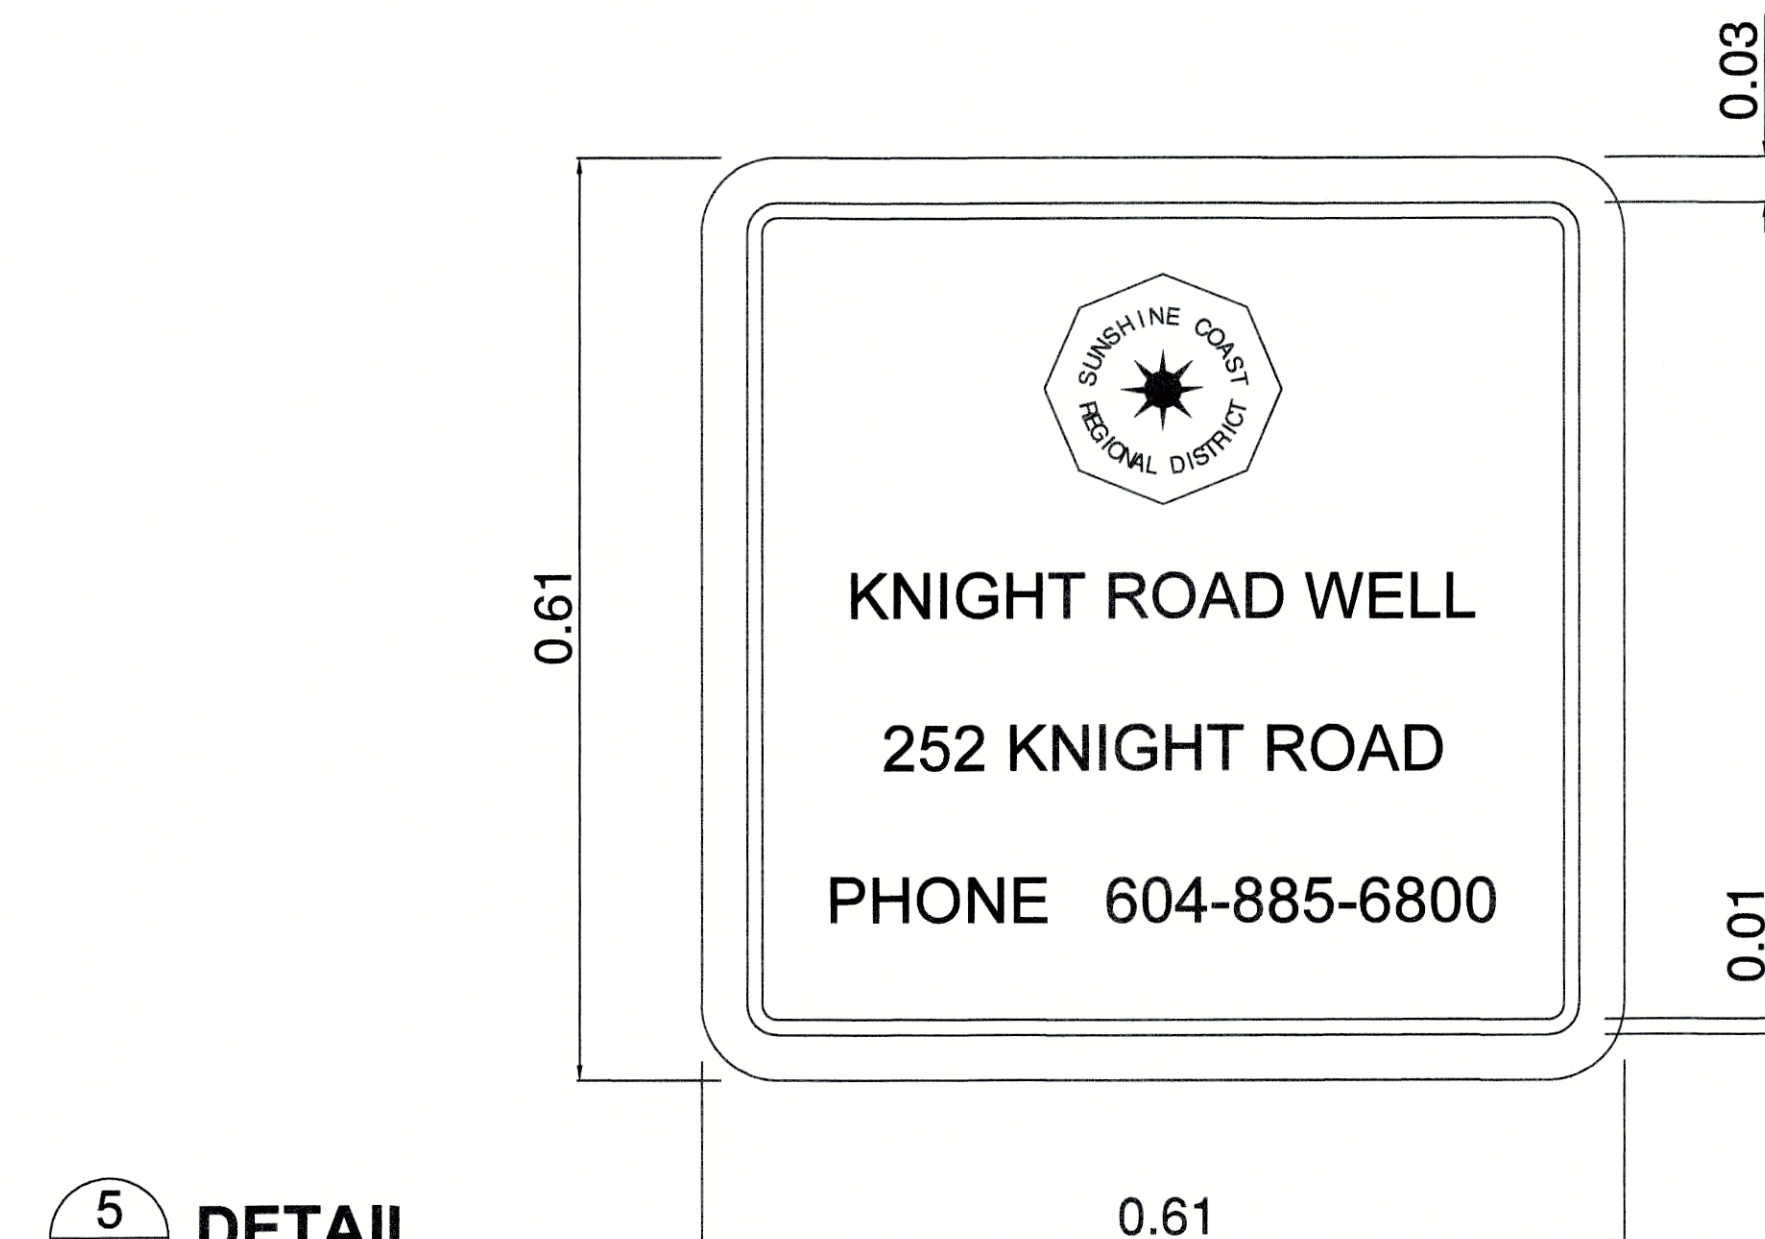 0.03
SUNSHINE COAST
REGIONAL DISTRICT
KNIGHT ROAD WELL
0.61
252 KNIGHT ROAD
PHONE 604-885-6800
0.01
0.61
5
DETAIL